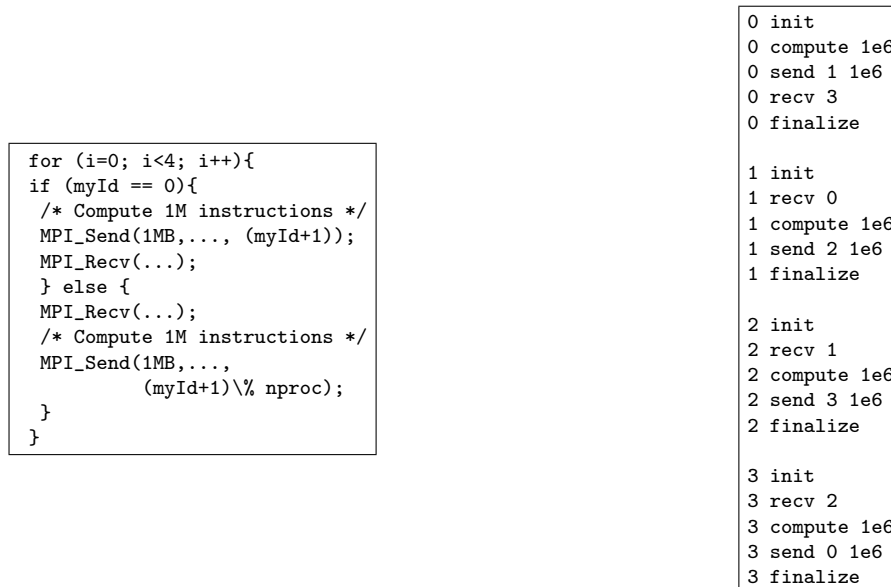 for (i=0; i<4; i++){
if (myId == 0){
/* Compute 1M instructions */
MPI_Send(1MB,..., (myId+1));
MPI_Recv(...);
} else {
MPI_Recv(...);
/* Compute 1M instructions */
MPI_Send(1MB,...,
(myId+1)\% nproc);
}
}
0 init
0 compute 1e6
0 send 1 1e6
0 recv 3
0 finalize
1 init
1 recv 0
1 compute 1e6
1 send 2 1e6
1 finalize
2 init
2 recv 1
2 compute 1e6
2 send 3 1e6
2 finalize
3 init
3 recv 2
3 compute 1e6
3 send 0 1e6
3 finalize